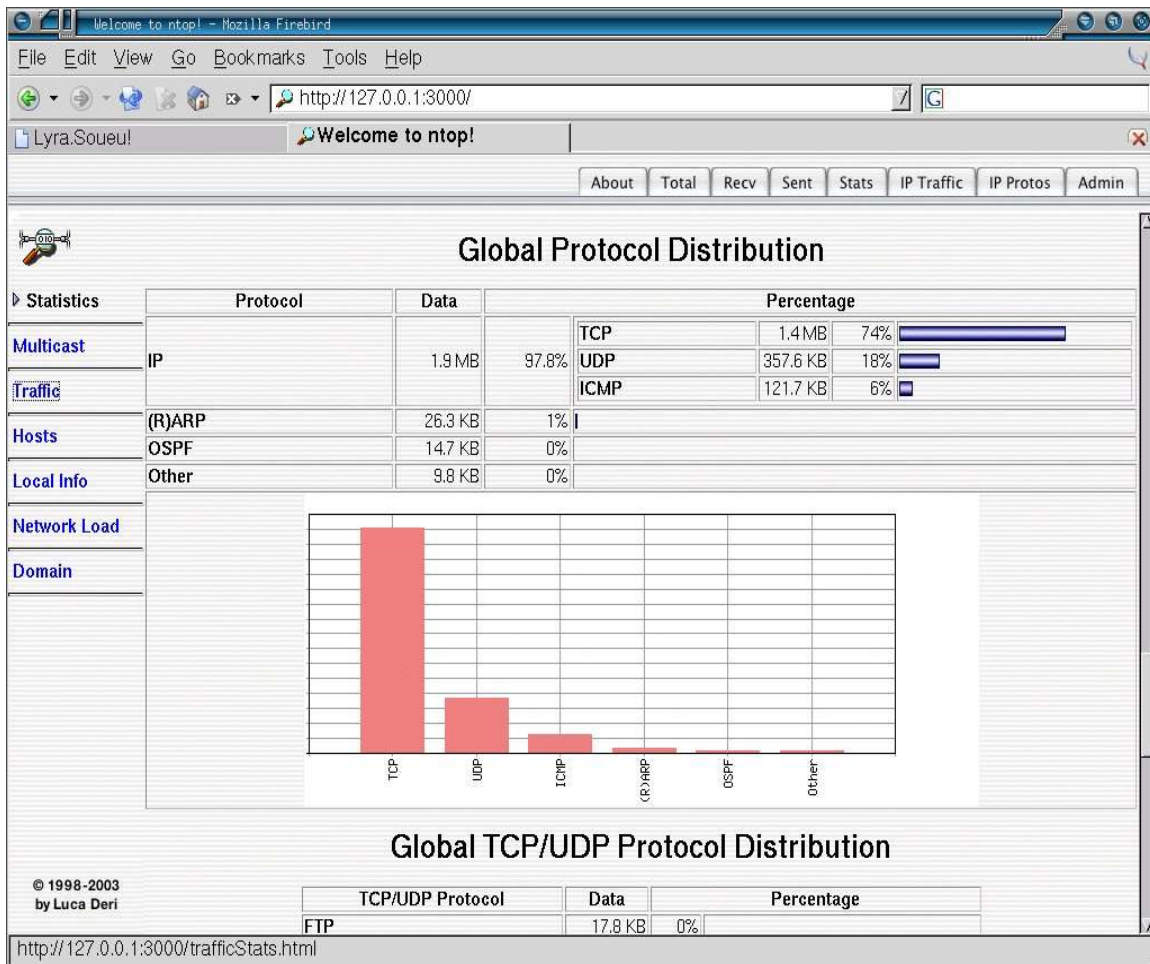 Welcome to ntop! - Mozilla Firebird
File Edit View Go Bookmarks Tools Help
http://127.0.0.1:3000/
G
Lyra.Soueu!
Welcome to ntop!
About Total Recv Sent Stats IP Traffic IP Protos Admin
Global Protocol Distribution
Statistics
Multicast
Traffic
Hosts
Local Info
Network Load
Domain
Protocol Data Percentage
IP 1.9 MB 97.8%
TCP 1.4 MB 74%
UDP 357.6 KB 18%
ICMP 121.7 KB 6%
(R)ARP 26.3 KB 1%
OSPF 14.7 KB 0%
Other 9.8 KB 0%
TCP UDP ICMP (R)ARP OSPF Other
Global TCP/UDP Protocol Distribution
TCP/UDP Protocol Data Percentage
FTP 17.8 KB 0%
© 1998-2003
by Luca Deri
http://127.0.0.1:3000/trafficStats.html